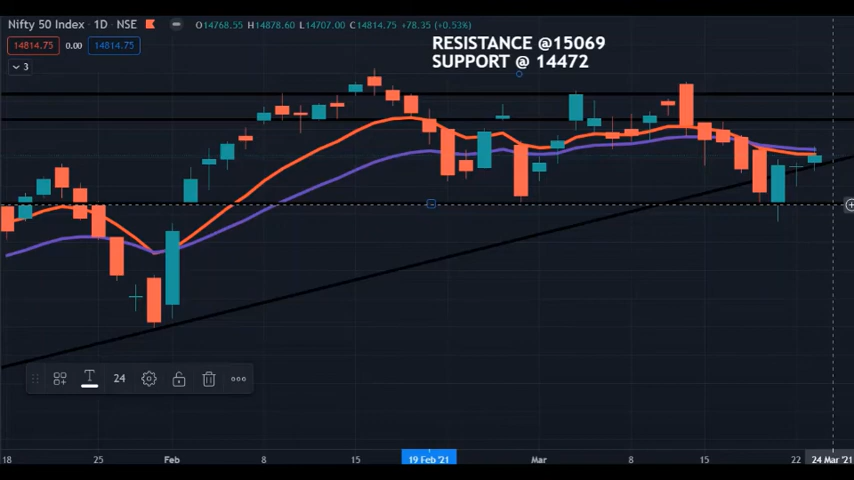 Nifty 50 Index · 1D · NSE O14768.55 H14878.60 L14707.00 C14814.75 +78.35 (+0.53%)
14814.75 0.00 14814.75
3
RESISTANCE @15069
SUPPORT @ 14472
T 24
18 25 Feb 8 15 19 Feb '21 Mar 8 15 22 24 Mar '21